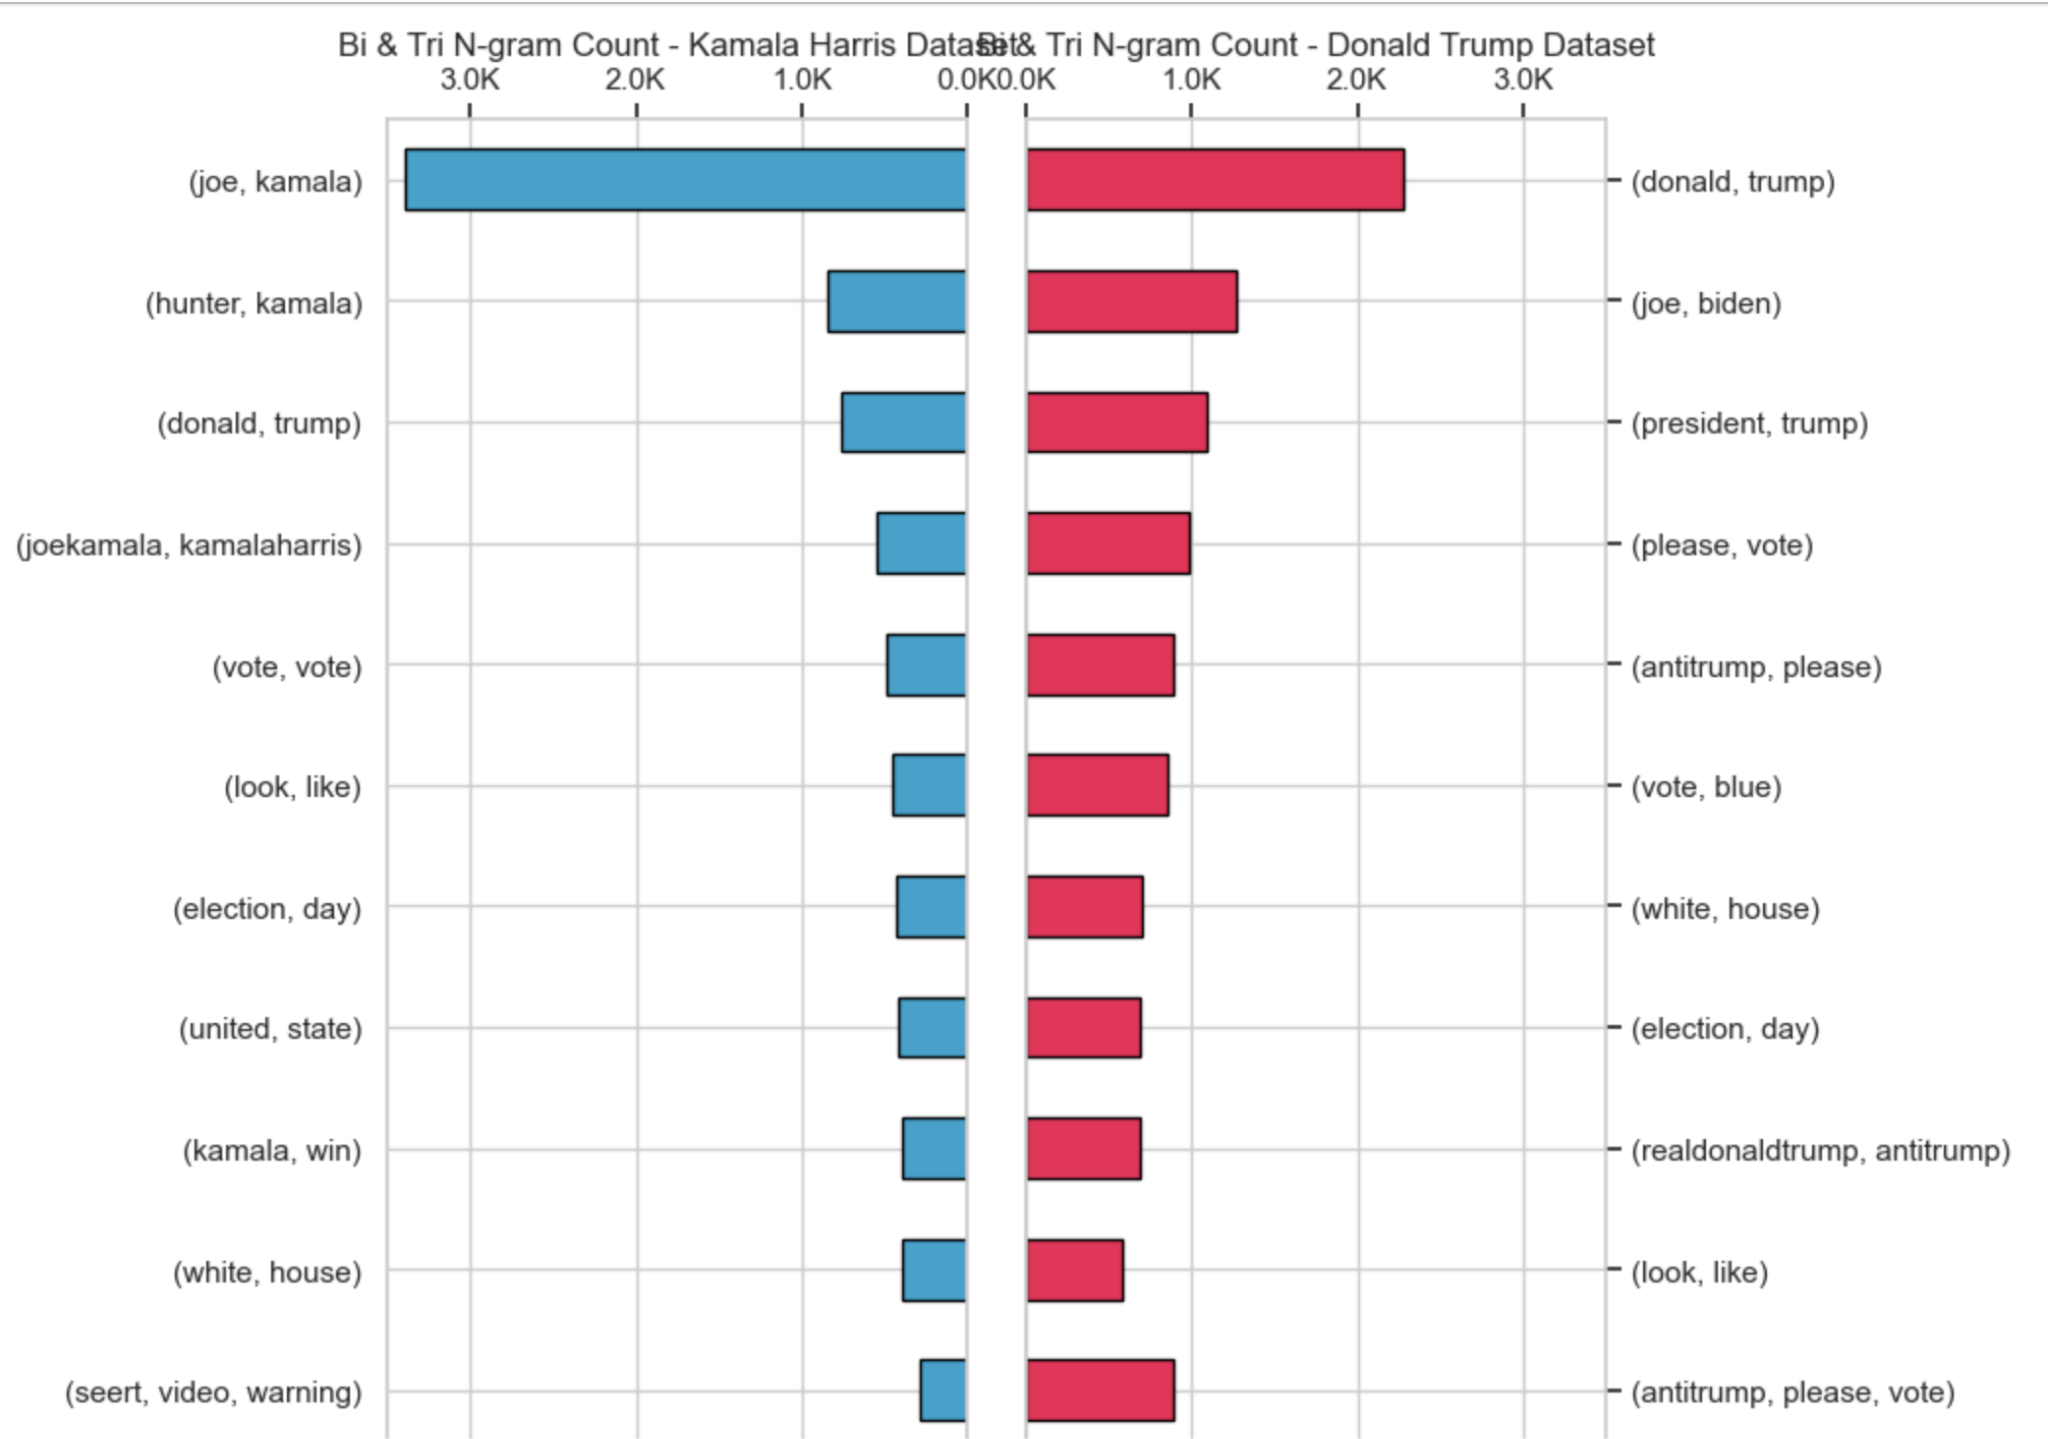 Bi & Tri N-gram Count - Kamala Harris Dataset
Bi & Tri N-gram Count - Donald Trump Dataset
3.0K 2.0K 1.0K 0.0K
0.0K 1.0K 2.0K 3.0K
(joe, kamala)
(donald, trump)
(hunter, kamala)
(joe, biden)
(donald, trump)
(president, trump)
(joekamala, kamalaharris)
(please, vote)
(vote, vote)
(antitrump, please)
(look, like)
(vote, blue)
(election, day)
(white, house)
(united, state)
(election, day)
(kamala, win)
(realdonaldtrump, antitrump)
(white, house)
(look, like)
(seert, video, warning)
(antitrump, please, vote)